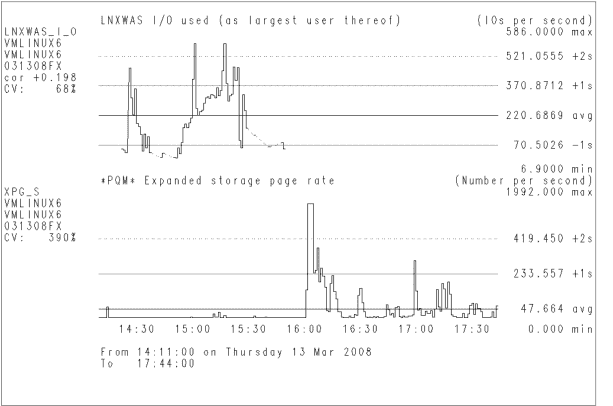 LNXWAS I/O used (as largest user thereof) (IOs per second)
LNXWAS_I_O 586.0000 max
VMLINUX6
VMLINUX6 521.0555 +2s
031308FX
cor +0.198 370.8712 +1s
CV: 68%
220.6869 avg
70.5026 -1s
6.9000 min
*PQM* Expanded storage page rate (Number per second)
XPG_S 1992.000 max
VMLINUX6
VMLINUX6
031308FX
CV: 390% 419.450 +2s
233.557 +1s
47.664 avg
14:30 15:00 15:30 16:00 16:30 17:00 17:30 0.000 min
From 14:11:00 on Thursday 13 Mar 2008
To 17:44:00